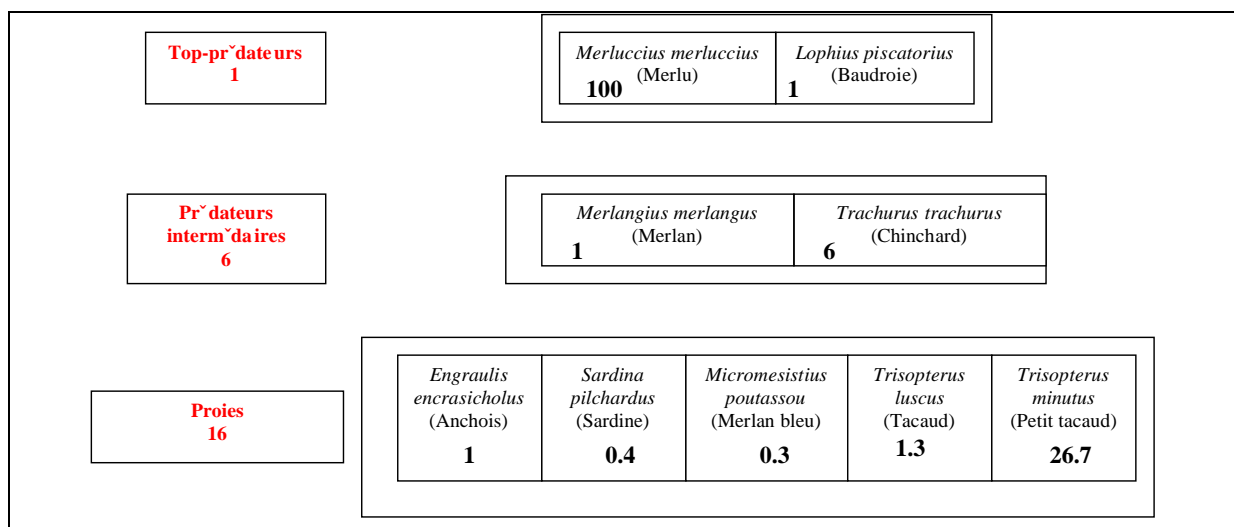 Top-prˇdateurs
1
Merluccius merluccius
(Merlu)
100
Lophius piscatorius
(Baudroie)
1
Prˇdateurs
intermˇdaires
6
Merlangius merlangus
(Merlan)
1
Trachurus trachurus
(Chinchard)
6
Proies
16
Engraulis
encrasicholus
(Anchois)
1
Sardina
pilchardus
(Sardine)
0.4
Micromesistius
poutassou
(Merlan bleu)
0.3
Trisopterus
luscus
(Tacaud)
1.3
Trisopterus
minutus
(Petit tacaud)
26.7